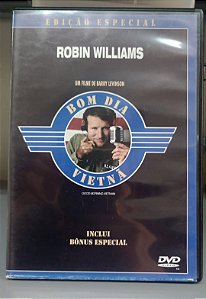 EDIÇÃO ESPECIAL
ROBIN WILLIAMS
UM FILME DE BARRY LEVINSON
BOM DIA
VIETNÃ
GOOD MORNING VIETNAM
INCLUI
BÔNUS ESPECIAL
DVD